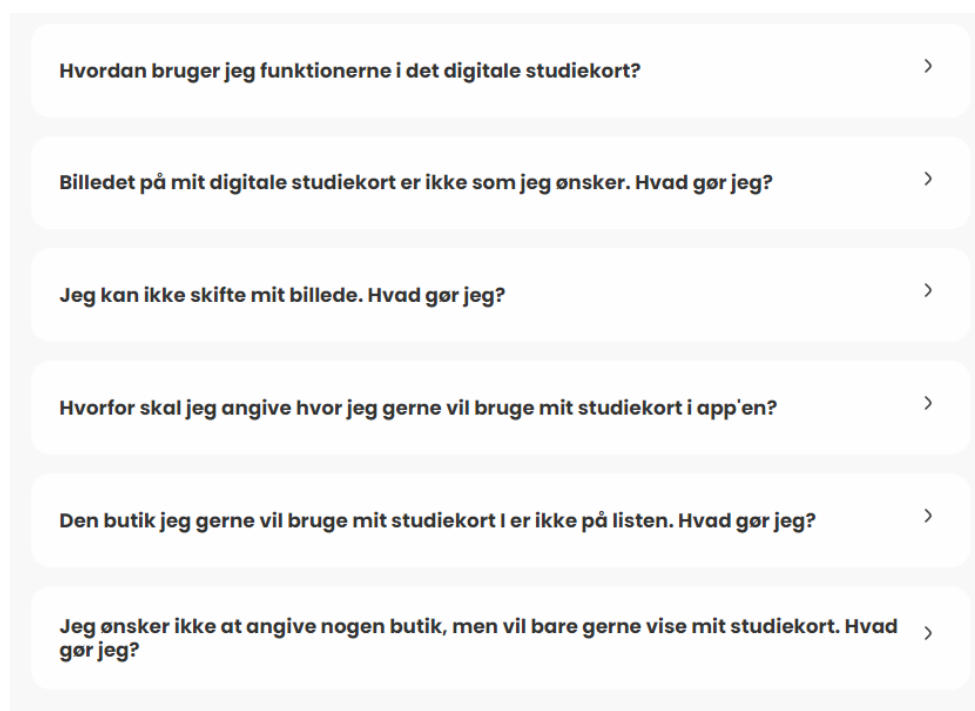 Hvordan bruger jeg funktionerne i det digitale studiekort?
Billedet på mit digitale studiekort er ikke som jeg ønsker. Hvad gør jeg?
Jeg kan ikke skifte mit billede. Hvad gør jeg?
Hvorfor skal jeg angive hvor jeg gerne vil bruge mit studiekort i app'en?
Den butik jeg gerne vil bruge mit studiekort I er ikke på listen. Hvad gør jeg?
Jeg ønsker ikke at angive nogen butik, men vil bare gerne vise mit studiekort. Hvad
gør jeg?